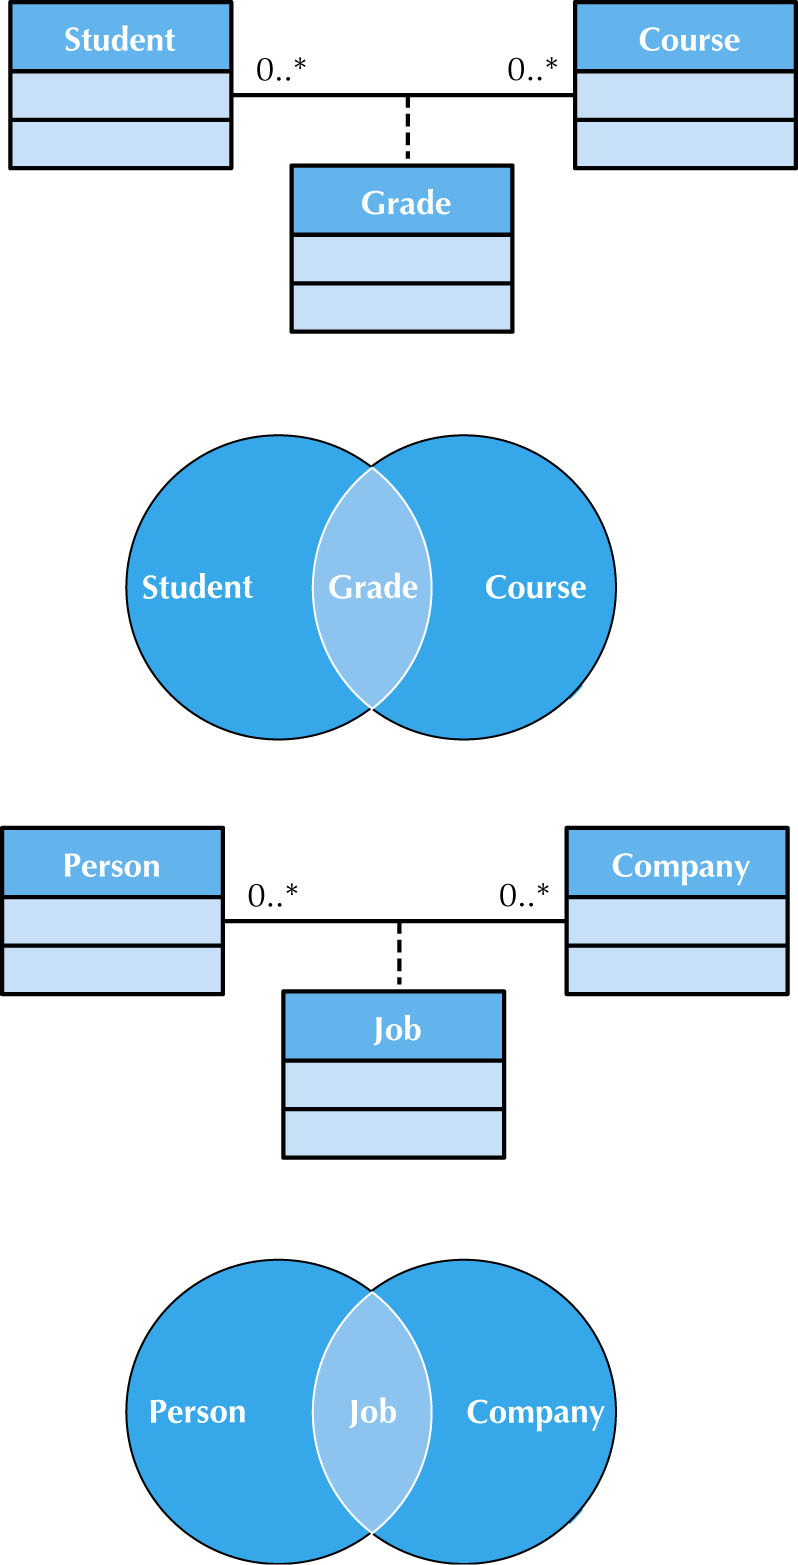 Student
Course
0..*
0..*
Grade
Student
Grade
Course
Person
Company
0..*
0..*
Job
Person
Job
Company